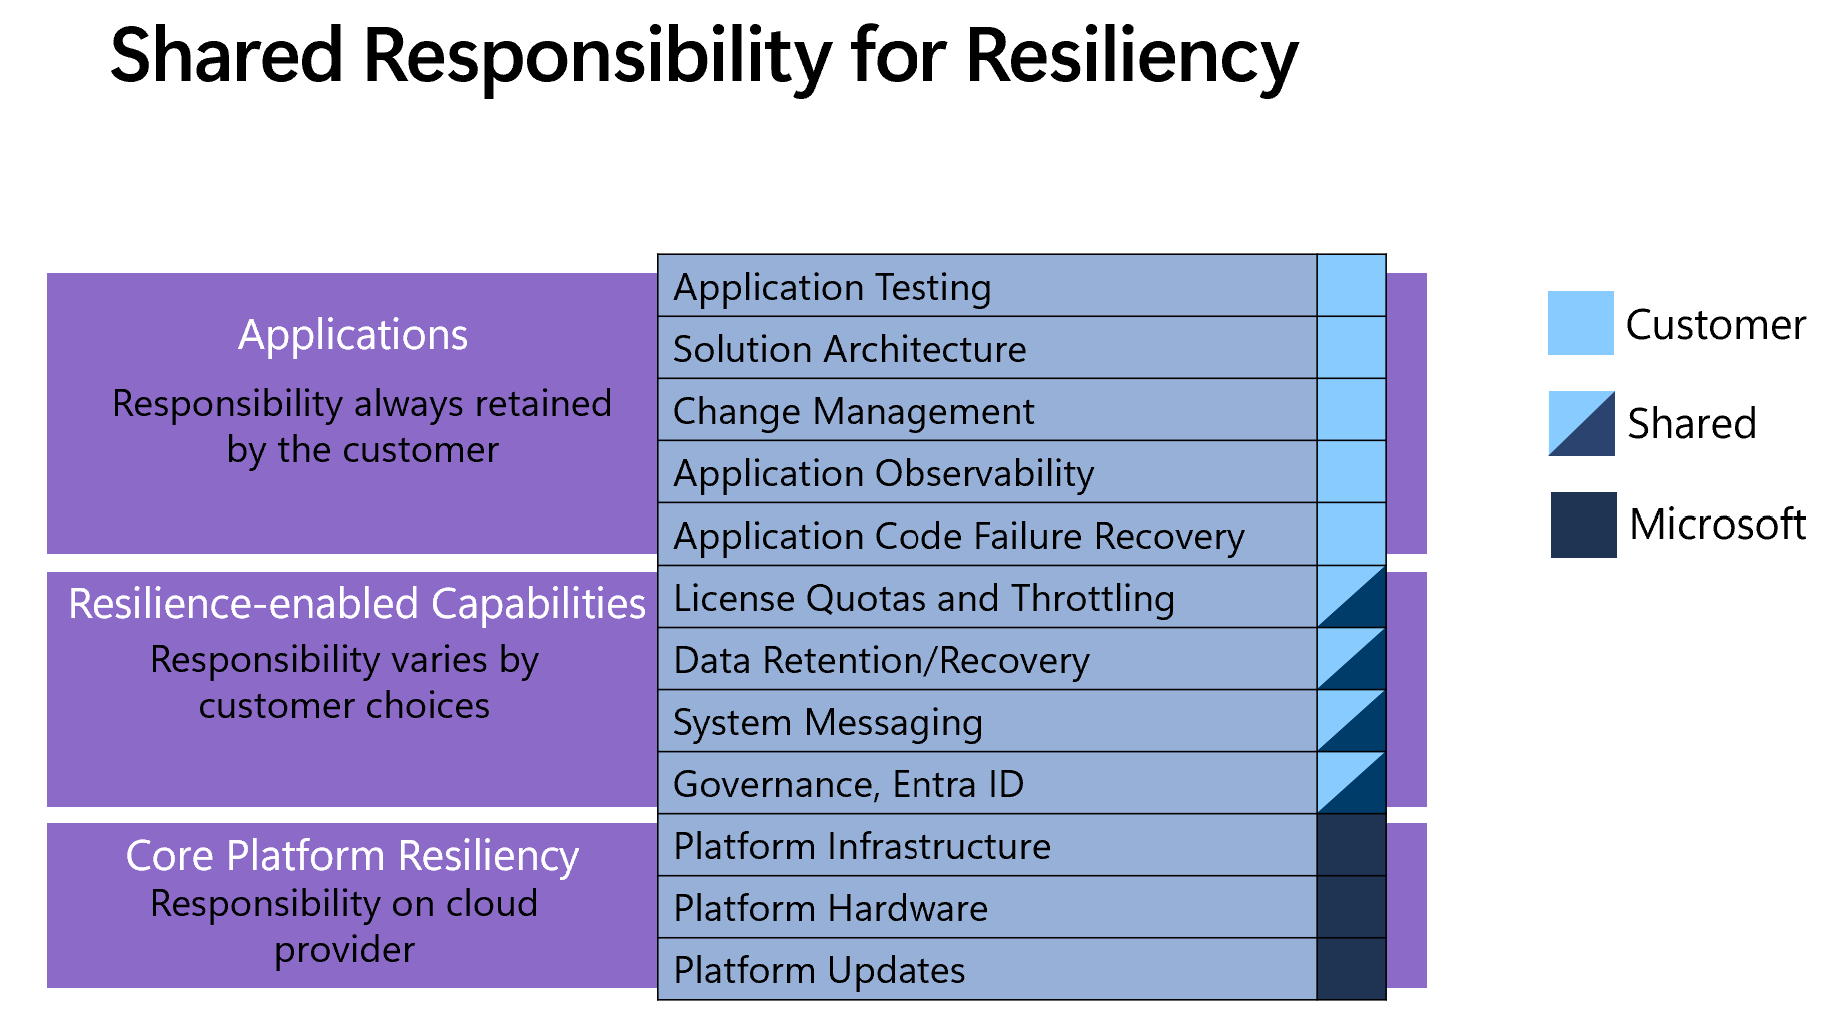 Shared Responsibility for Resiliency
Applications
Responsibility always retained
by the customer
Resilience-enabled Capabilities
Responsibility varies by
customer choices
Core Platform Resiliency
Responsibility on cloud
provider
Application Testing
Solution Architecture
Change Management
Application Observability
Application Code Failure Recovery
License Quotas and Throttling
Data Retention/Recovery
System Messaging
Governance, Entra ID
Platform Infrastructure
Platform Hardware
Platform Updates
Customer
Shared
Microsoft